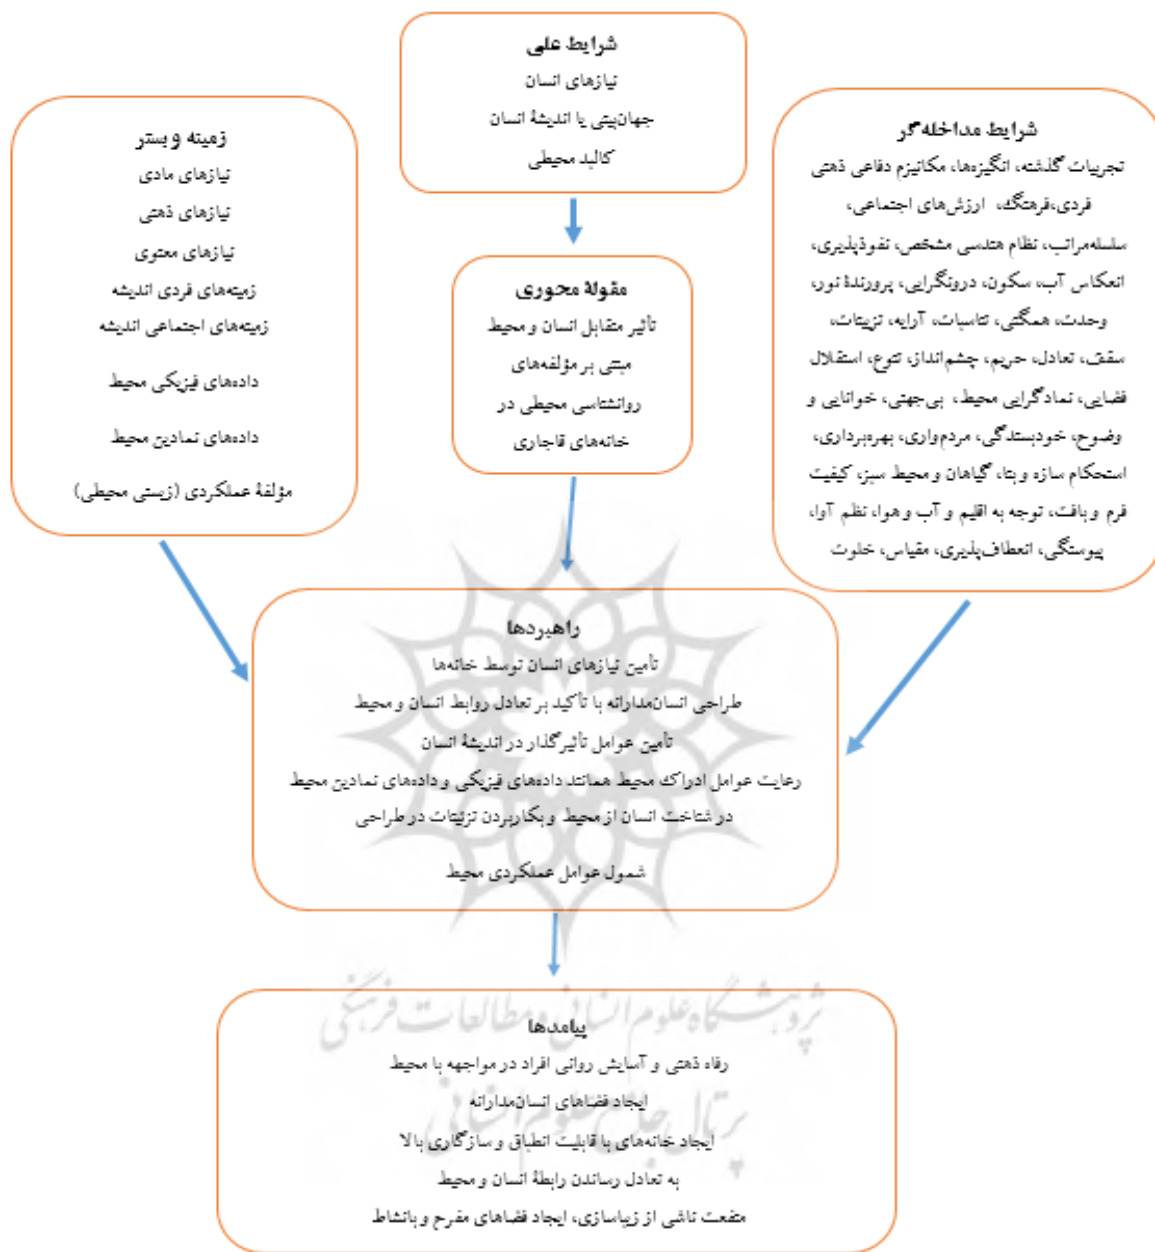 شرایط علی
نیازهای انسان
جهان‌بینی یا اندیشهٔ انسان
کالبد محیطی
زمینه و بستر
نیازهای مادی
نیازهای ذهنی
نیازهای معنوی
زمینه‌های فردی اندیشه
زمینه‌های اجتماعی اندیشه
داده‌های فیزیکی محیط
داده‌های نمادین محیط
مؤلفهٔ عملکردی (زیستی محیطی)
شرایط مداخله‌گر
تجربیات گذشته، انگیزه‌ها، مکانیزم دفاعی ذهنی
فردی،فرهنگ، ارزش‌های اجتماعی،
سلسله‌مراتب، نظام هندسی مشخص، نفوذپذیری،
انعکاس آب، سکون، درونگرایی، پرورندهٔ نور،
وحدت، همگنی، تناسبات، آرایه، تزیینات،
سقف، تعادل، حریم، چشم‌انداز، تنوع، استقلال
فضایی، نمادگرایی محیط، بی‌جهتی، خوانایی و
وضوح، خودبسندگی، مردم‌واری، بهره‌برداری،
استحکام سازه و بنا، گیاهان و محیط سبز، کیفیت
فرم و بافت، توجه به اقلیم و آب و هوا، نظم آوا،
پیوستگی، انعطاف‌پذیری، مقیاس، خلوت
مقولهٔ محوری
تأثیر متقابل انسان و محیط
مبتنی بر مؤلفه‌های
روانشناسی محیطی در
خانه‌های قاجاری
راهبردها
تأمین نیازهای انسان توسط خانه‌ها
طراحی انسان‌مدارانه با تأکید بر تعادل روابط انسان و محیط
تأمین عوامل تأثیرگذار در اندیشهٔ انسان
رعایت عوامل ادراک محیط همانند داده‌های فیزیکی و داده‌های نمادین محیط
در شناخت انسان از محیط و بکاربردن تزئینات در طراحی
شمول عوامل عملکردی محیط
پیامدها
رفاه ذهنی و آسایش روانی افراد در مواجهه با محیط
ایجاد فضاهای انسان‌مدارانه
ایجاد خانه‌های با قابلیت انطباق و سازگاری بالا
به تعادل رساندن رابطهٔ انسان و محیط
منفعت ناشی از زیباسازی، ایجاد فضاهای مفرح و بانشاط
پژوهشگاه علوم انسانی و مطالعات فرهنگی
پرتال جامع علوم انسانی